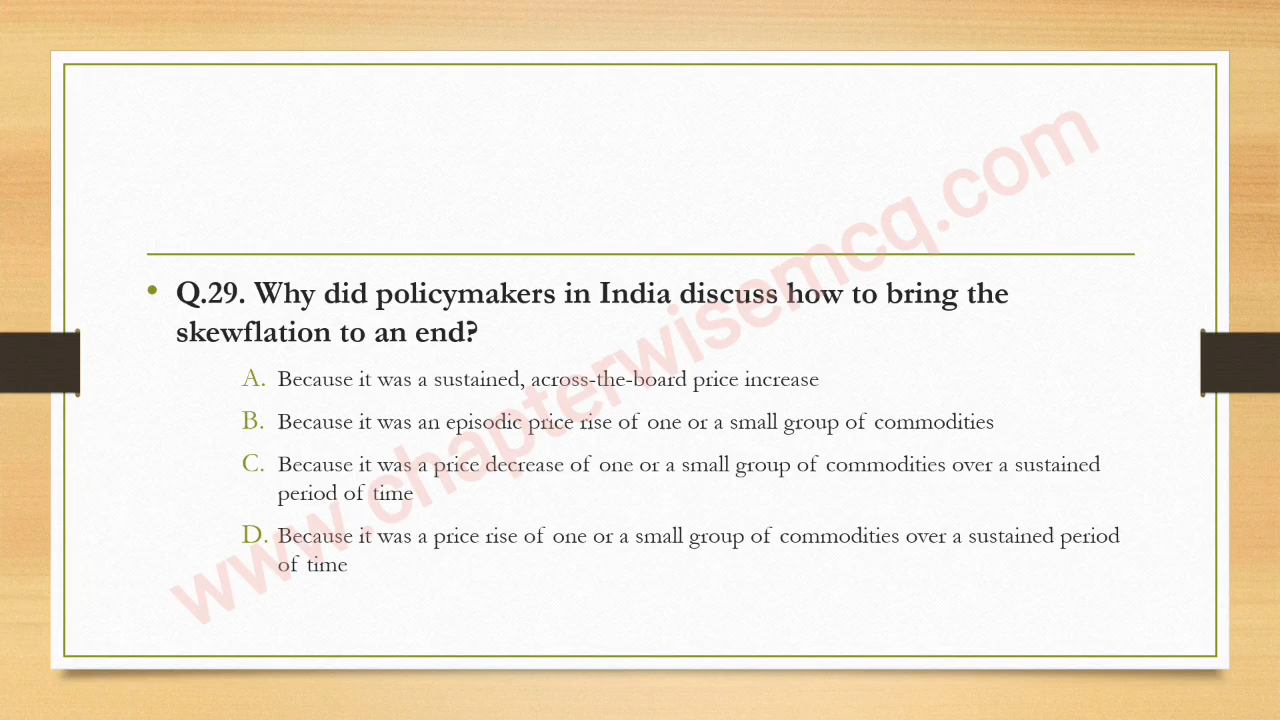 • Q.29. Why did policymakers in India discuss how to bring the
skewflation to an end?
A. Because it was a sustained, across-the-board price increase
B. Because it was an episodic price rise of one or a small group of commodities
C. Because it was a price decrease of one or a small group of commodities over a sustained
period of time
D. Because it was a price rise of one or a small group of commodities over a sustained period
of time
www.chapterwisemcq.com